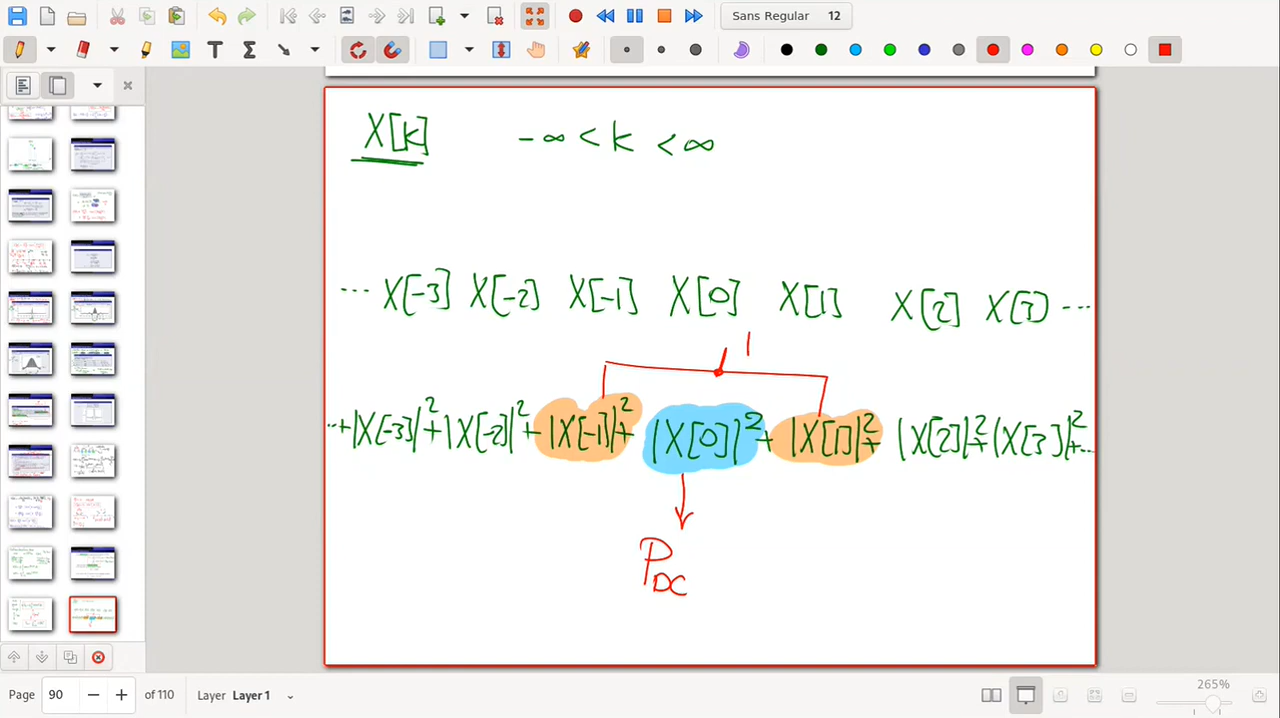 Sans Regular 12
X[k] -∞ < k < ∞
... X[-3] X[-2] X[-1] X[0] X[1] X[2] X[3] ...
...+|X[-3]|²+|X[-2]|²+|X[-1]|²+|X[0]|²+|X[1]|²+|X[2]|²+|X[3]|²+...
P_DC
Page 90 of 110 Layer Layer 1 265%